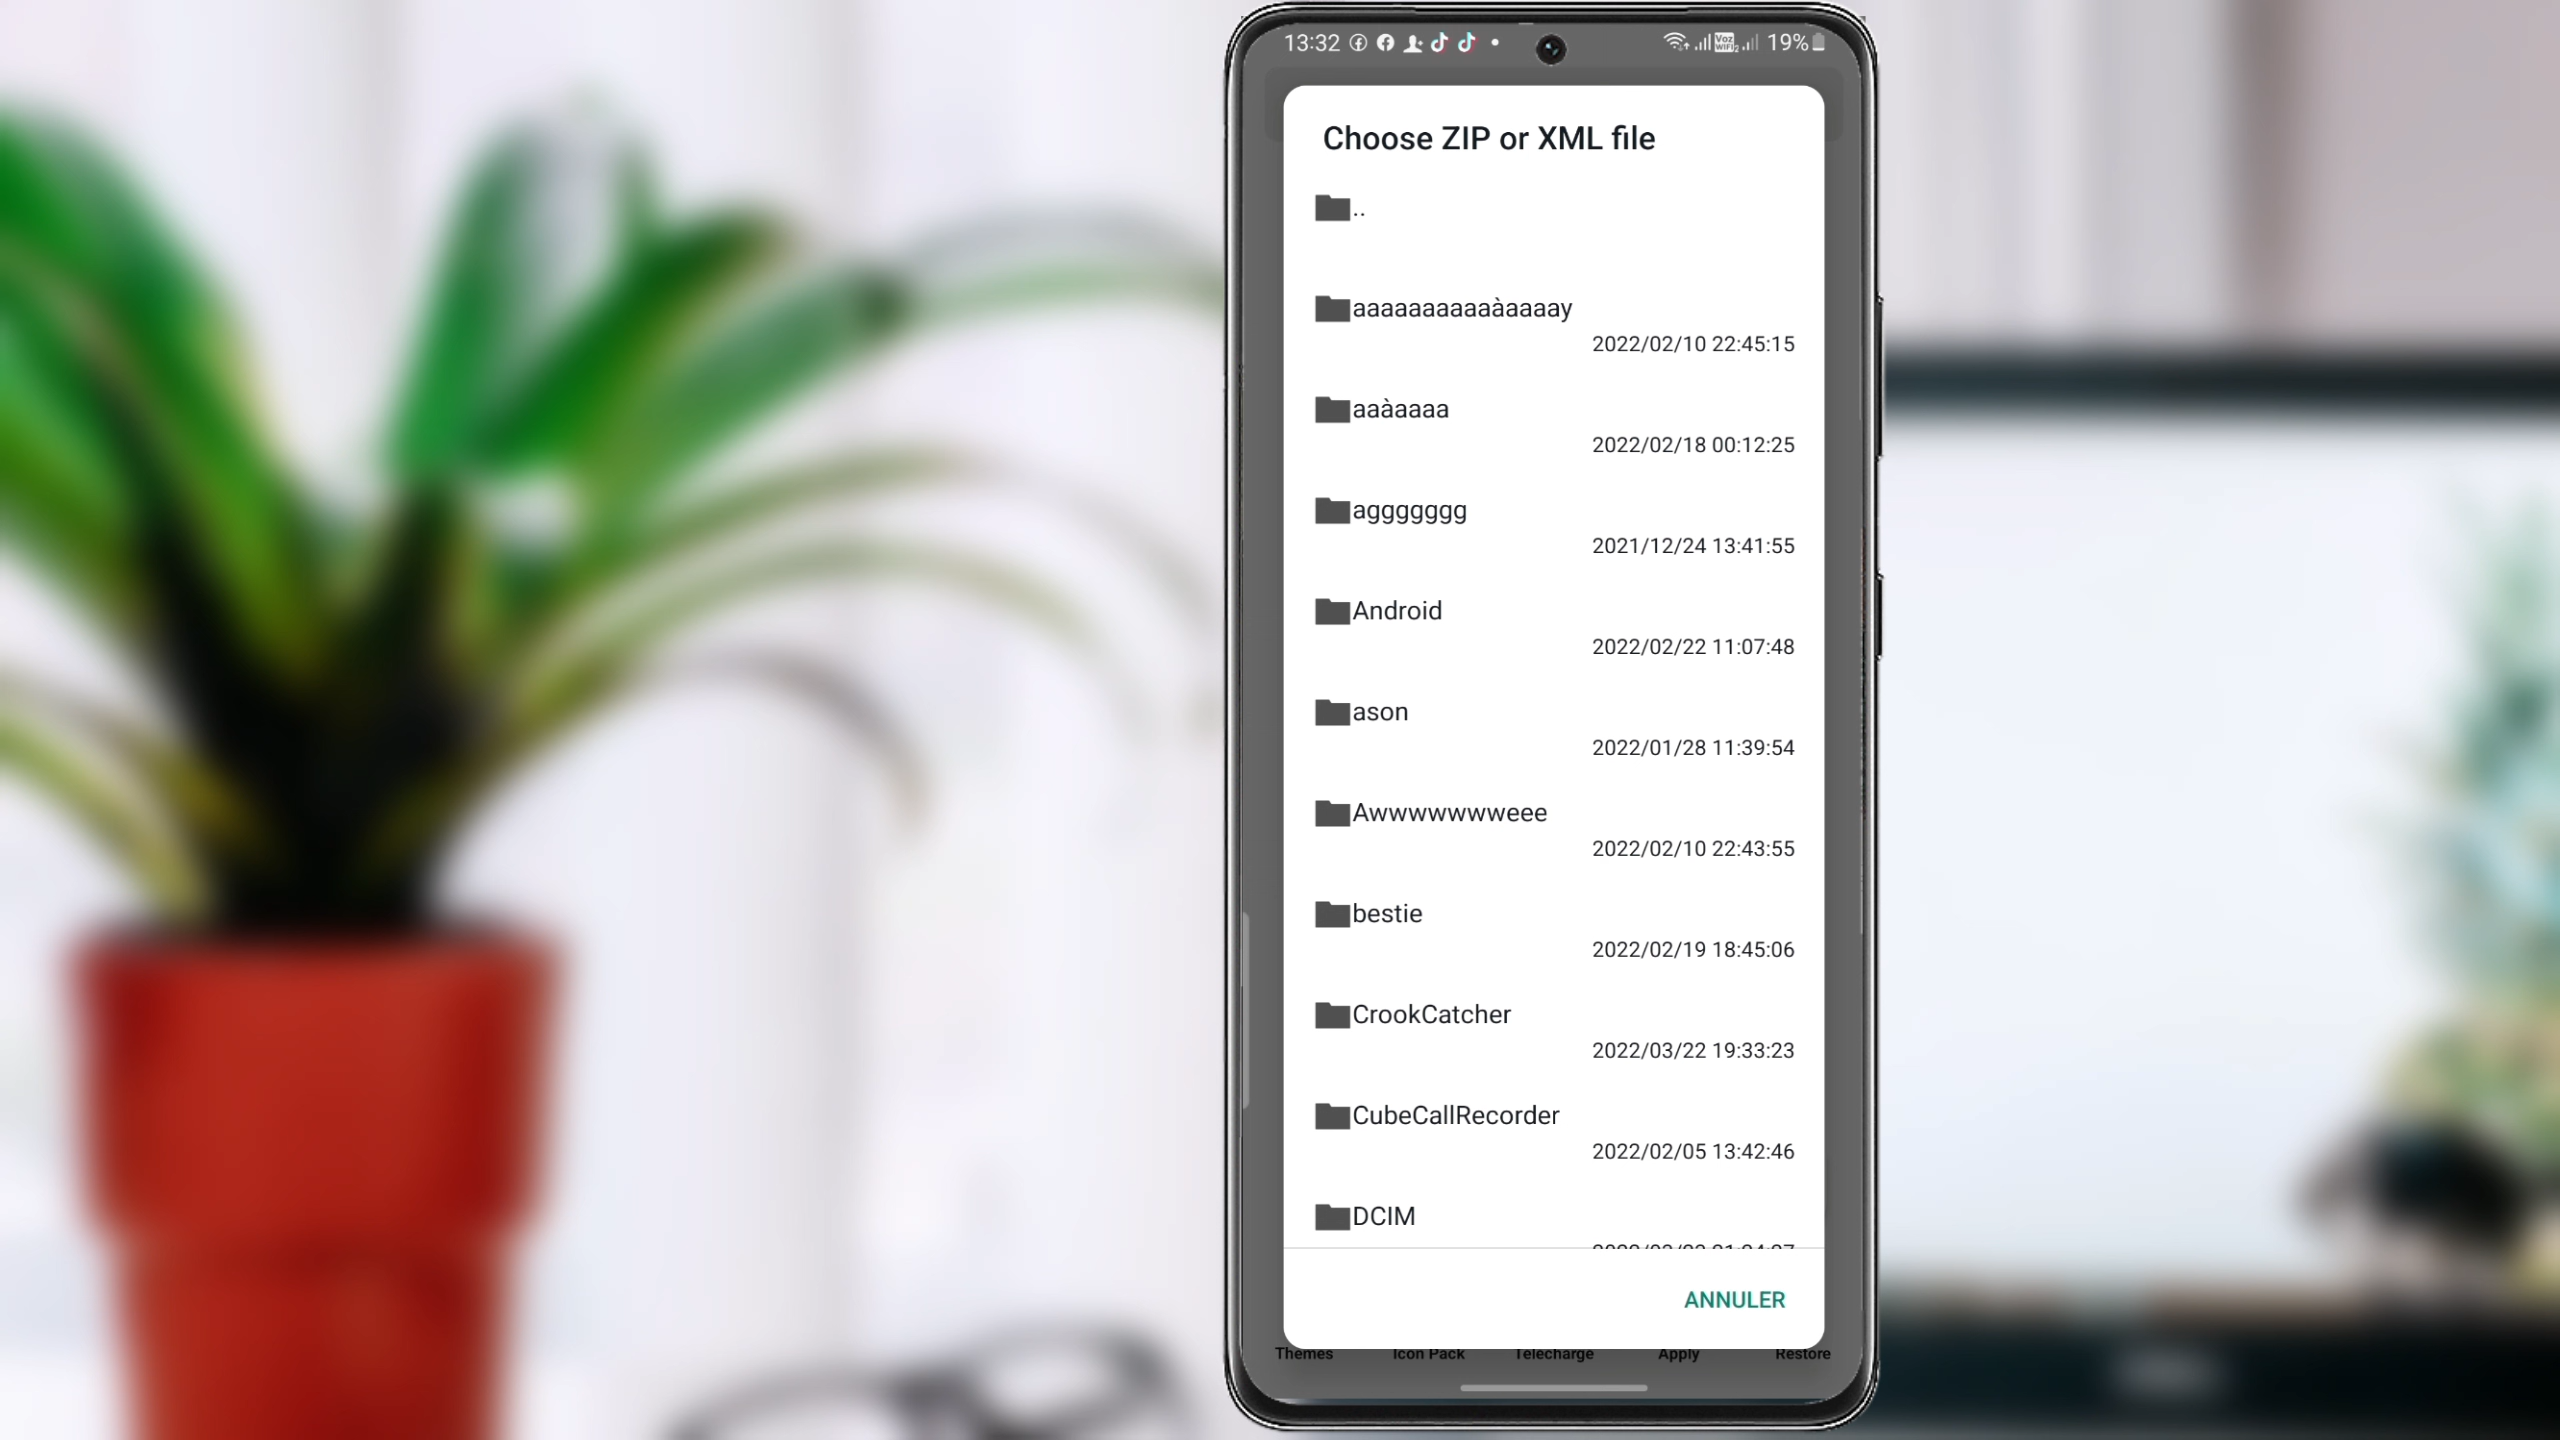 13:32
Voz
WiFi 2
19%
Choose ZIP or XML file
..
aaaaaaaaaaàaaaay
2022/02/10 22:45:15
aaàaaaa
2022/02/18 00:12:25
aggggggg
2021/12/24 13:41:55
Android
2022/02/22 11:07:48
ason
2022/01/28 11:39:54
Awwwwwwweee
2022/02/10 22:43:55
bestie
2022/02/19 18:45:06
CrookCatcher
2022/03/22 19:33:23
CubeCallRecorder
2022/02/05 13:42:46
DCIM
ANNULER
Themes Icon Pack Telecharge Apply Restore